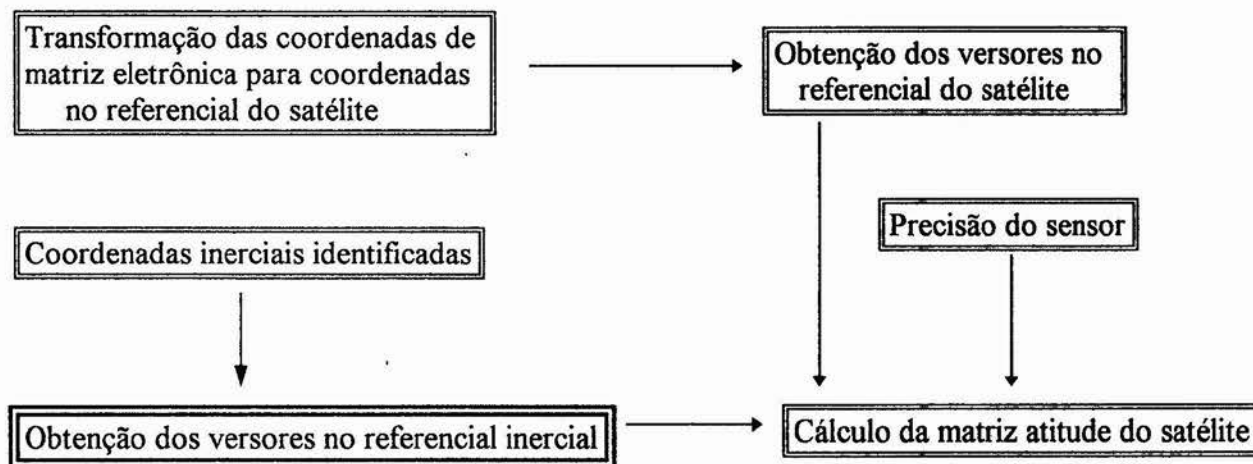 Transformação das coordenadas de
matriz eletrônica para coordenadas
no referencial do satélite
Obtenção dos versores no
referencial do satélite
Precisão do sensor
Coordenadas inerciais identificadas
Obtenção dos versores no referencial inercial
Cálculo da matriz atitude do satélite